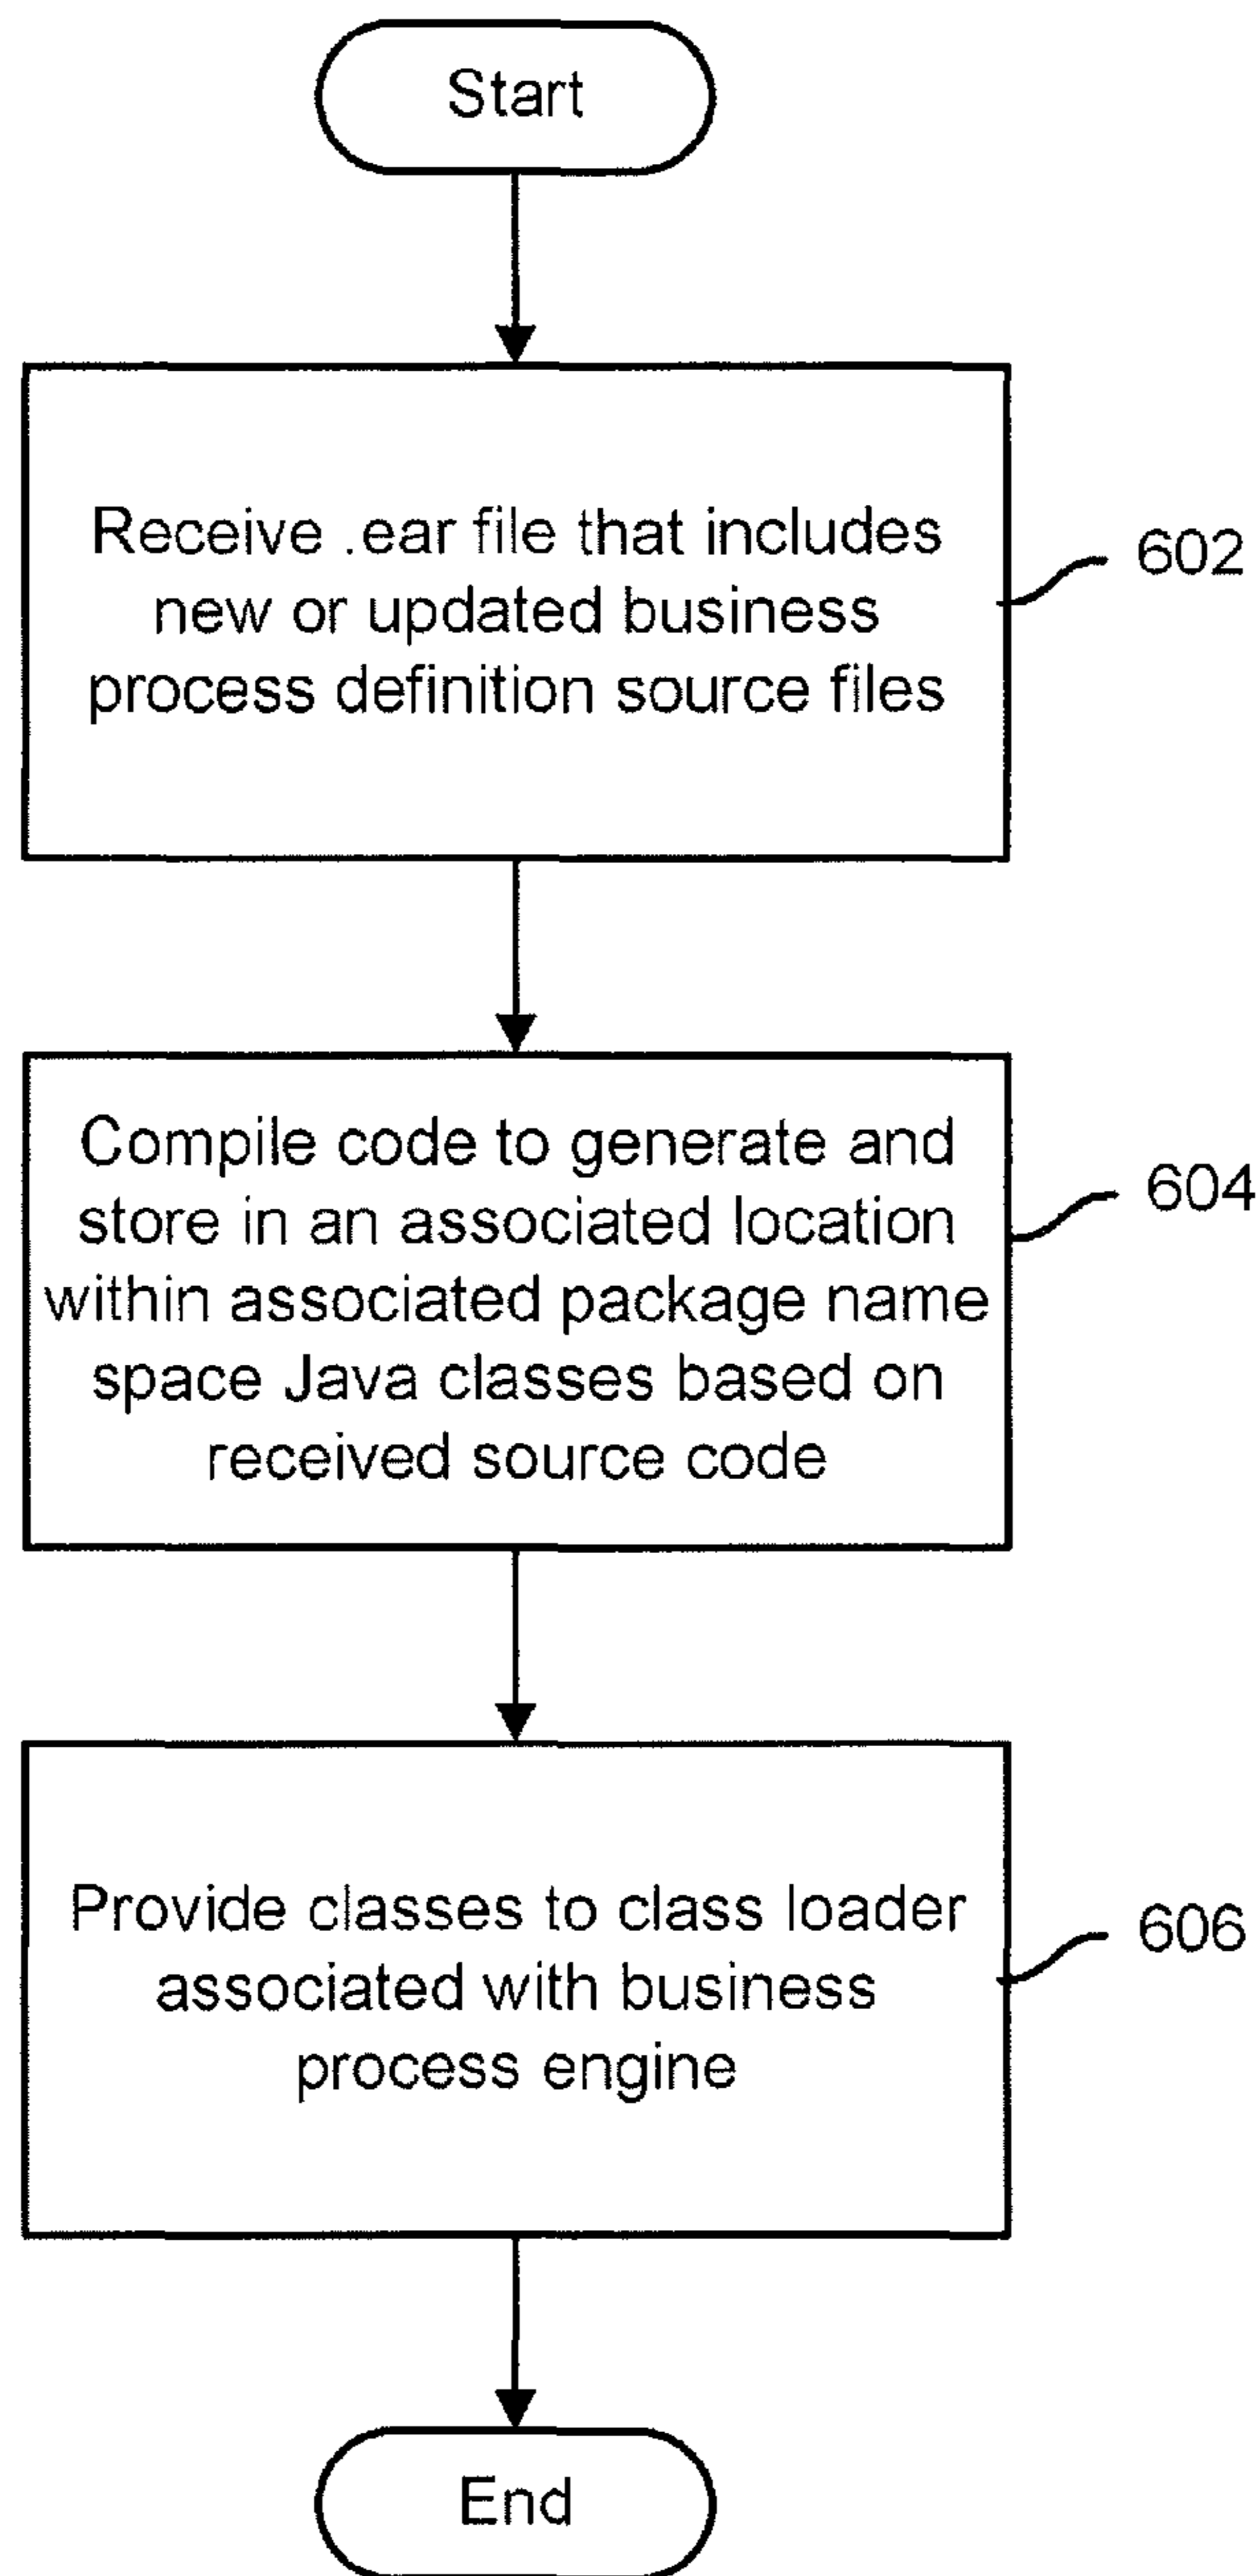 Start
Receive .ear file that includes
new or updated business
process definition source files
602
Compile code to generate and
store in an associated location
within associated package name
space Java classes based on
received source code
604
Provide classes to class loader
associated with business
process engine
606
End